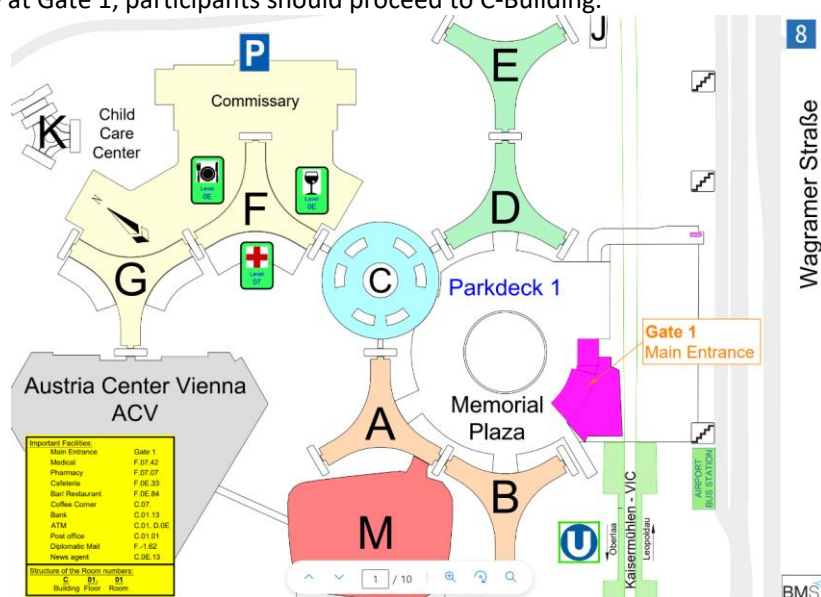 at Gate 1, participants should proceed to C-Building.
P
Commissary
K
Child
Care
Center
E
J
8
Wagramer Straße
Level
0E
Level
0E
F
D
N
G
Level
07
C
Parkdeck 1
Gate 1
Main Entrance
Austria Center Vienna
ACV
A
Memorial
Plaza
B
M
Important Facilities:
Main Entrance Gate 1
Medical F.07.42
Pharmacy F.07.07
Cafeteria F.0E.33
Bar/ Restaurant F.0E.84
Coffee Corner C.07.
Bank C.01.13
ATM C.01, D.0E
Post office C.01.01
Diplomatic Mail F.-1.62
News agent C.0E.13
Structure of the Room numbers:
C 01. 01
Building Floor Room
U
Obertaa
Kaisermühlen - VIC
Leopoldau
AIRPORT
BUS STATION
1 / 10
BMS